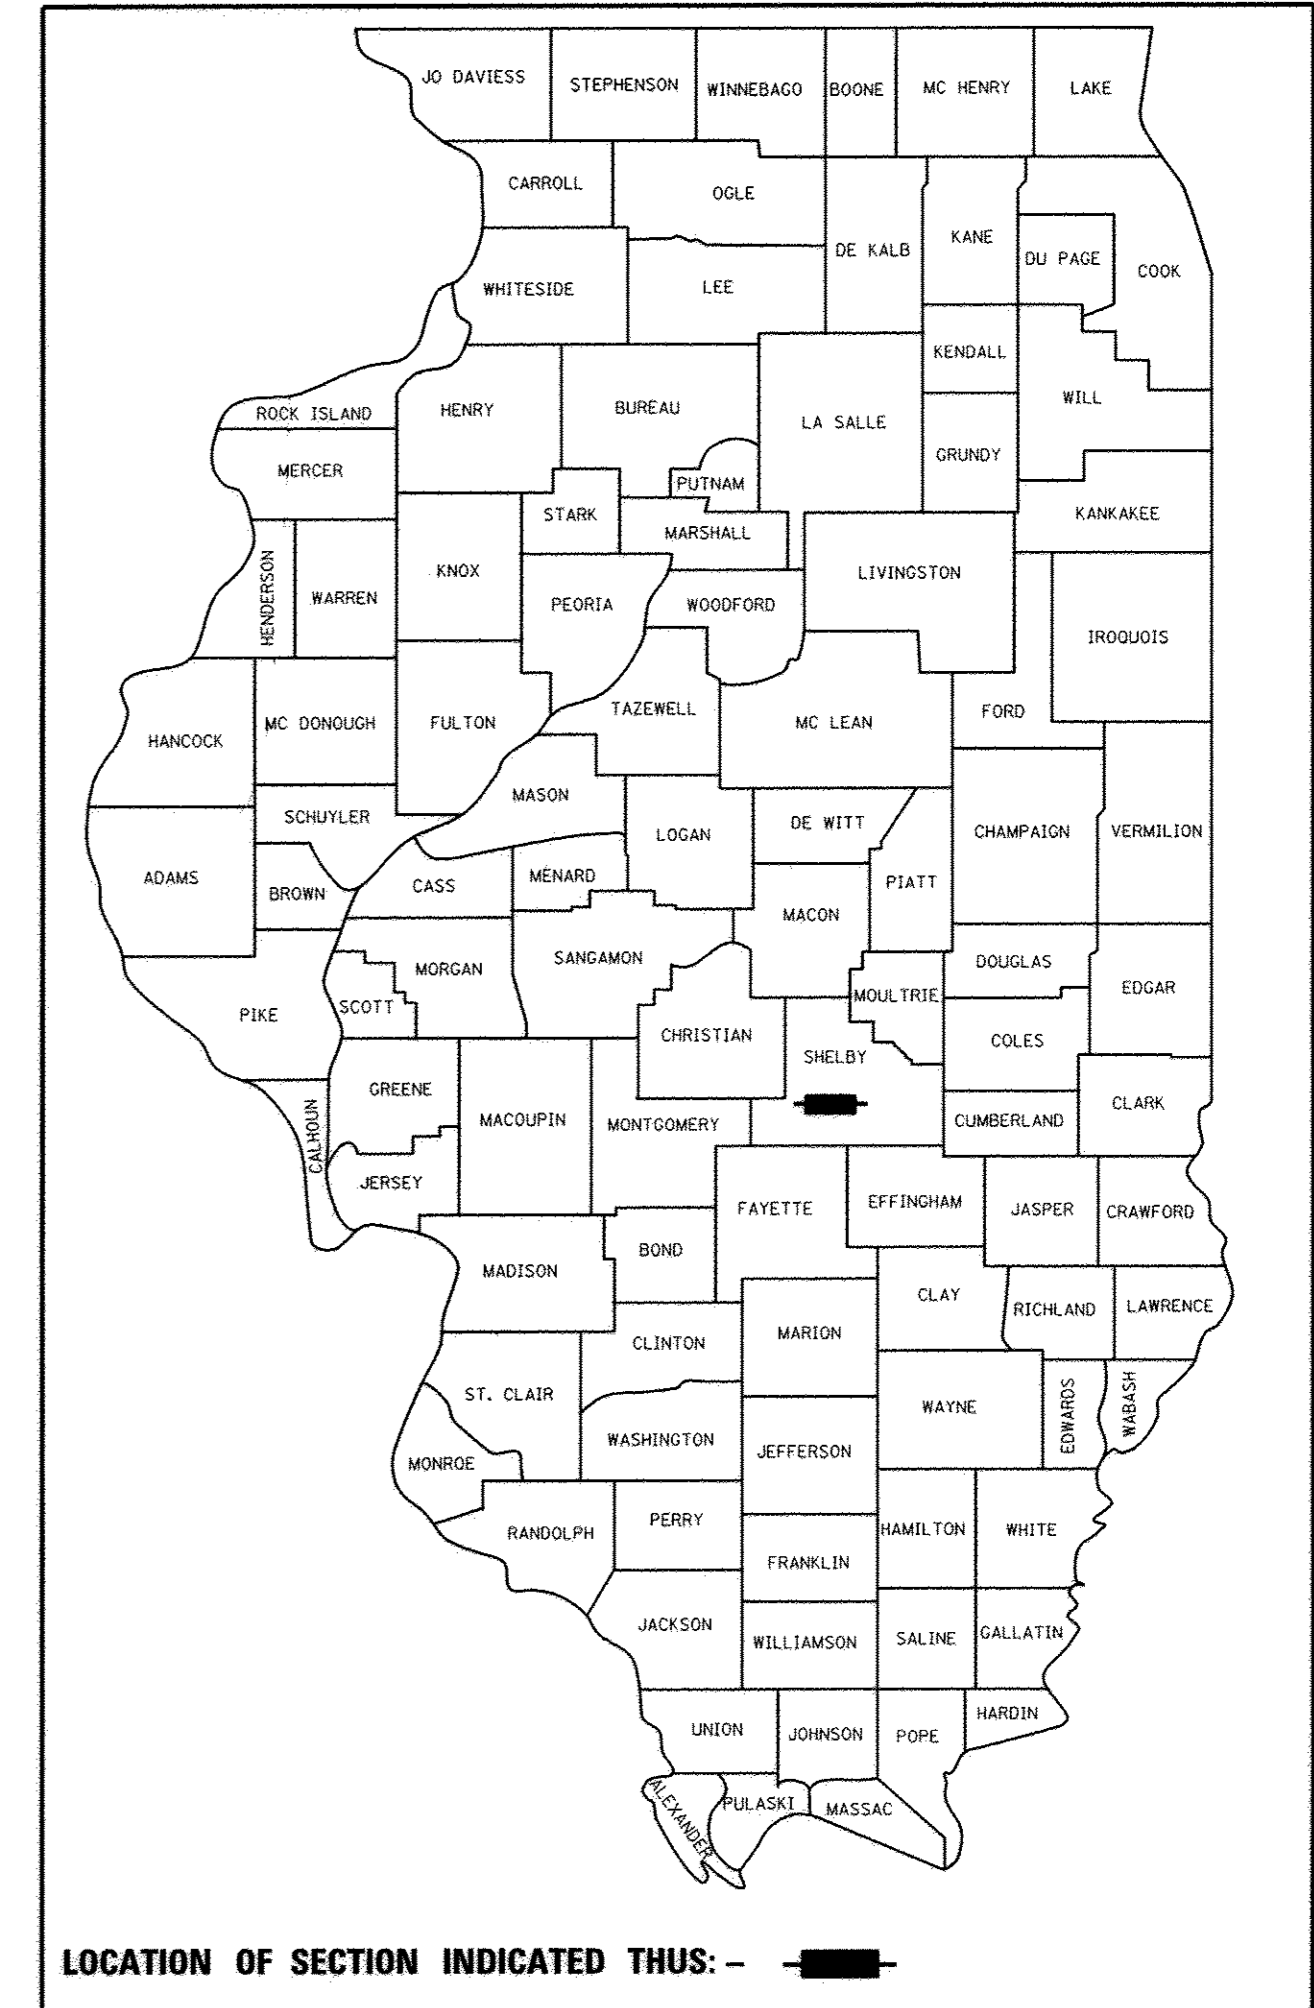 JO DAVIESS
STEPHENSON
WINNEBAGO
BOONE
MC HENRY
LAKE
CARROLL
OGLE
DE KALB
KANE
DU PAGE
COOK
WHITESIDE
LEE
KENDALL
ROCK ISLAND
HENRY
BUREAU
LA SALLE
WILL
MERCER
PUTNAM
GRUNDY
STARK
MARSHALL
KANKAKEE
HENDERSON
WARREN
KNOX
PEORIA
WOODFORD
LIVINGSTON
IROQUOIS
HANCOCK
MC DONOUGH
FULTON
TAZEWELL
MC LEAN
FORD
SCHUYLER
MASON
LOGAN
DE WITT
CHAMPAIGN
VERMILION
ADAMS
BROWN
CASS
MENARD
MACON
PIATT
PIKE
SCOTT
MORGAN
SANGAMON
CHRISTIAN
MOULTRIE
DOUGLAS
EDGAR
SHELBY
COLES
CALHOUN
GREENE
MACOUPIN
MONTGOMERY
CUMBERLAND
CLARK
JERSEY
FAYETTE
EFFINGHAM
JASPER
CRAWFORD
MADISON
BOND
CLAY
RICHLAND
LAWRENCE
CLINTON
MARION
ST. CLAIR
WAYNE
EDWARDS
WABASH
MONROE
WASHINGTON
JEFFERSON
RANDOLPH
PERRY
HAMILTON
WHITE
FRANKLIN
JACKSON
WILLIAMSON
SALINE
GALLATIN
UNION
JOHNSON
POPE
HARDIN
ALEXANDER
PULASKI
MASSAC
LOCATION OF SECTION INDICATED THUS: –